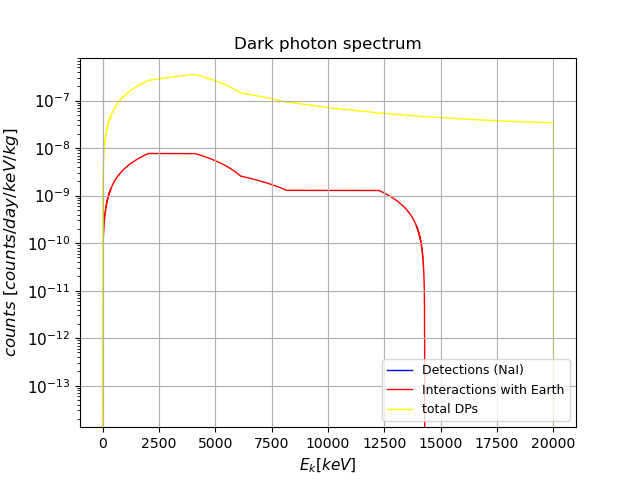 Dark photon spectrum
counts [counts/day/keV/kg]
10⁻⁷
10⁻⁸
10⁻⁹
10⁻¹⁰
10⁻¹¹
10⁻¹²
10⁻¹³
Detections (NaI)
Interactions with Earth
total DPs
0 2500 5000 7500 10000 12500 15000 17500 20000
E_k[keV]